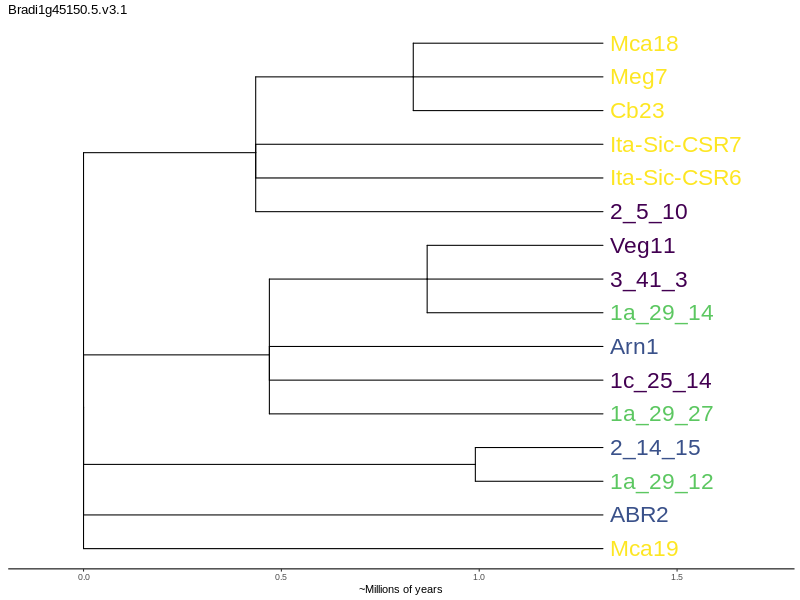 Bradi1g45150.5.v3.1
Mca18
Meg7
Cb23
Ita-Sic-CSR7
Ita-Sic-CSR6
2_5_10
Veg11
3_41_3
1a_29_14
Arn1
1c_25_14
1a_29_27
2_14_15
1a_29_12
ABR2
Mca19
0.0 0.5 1.0 1.5
~Millions of years